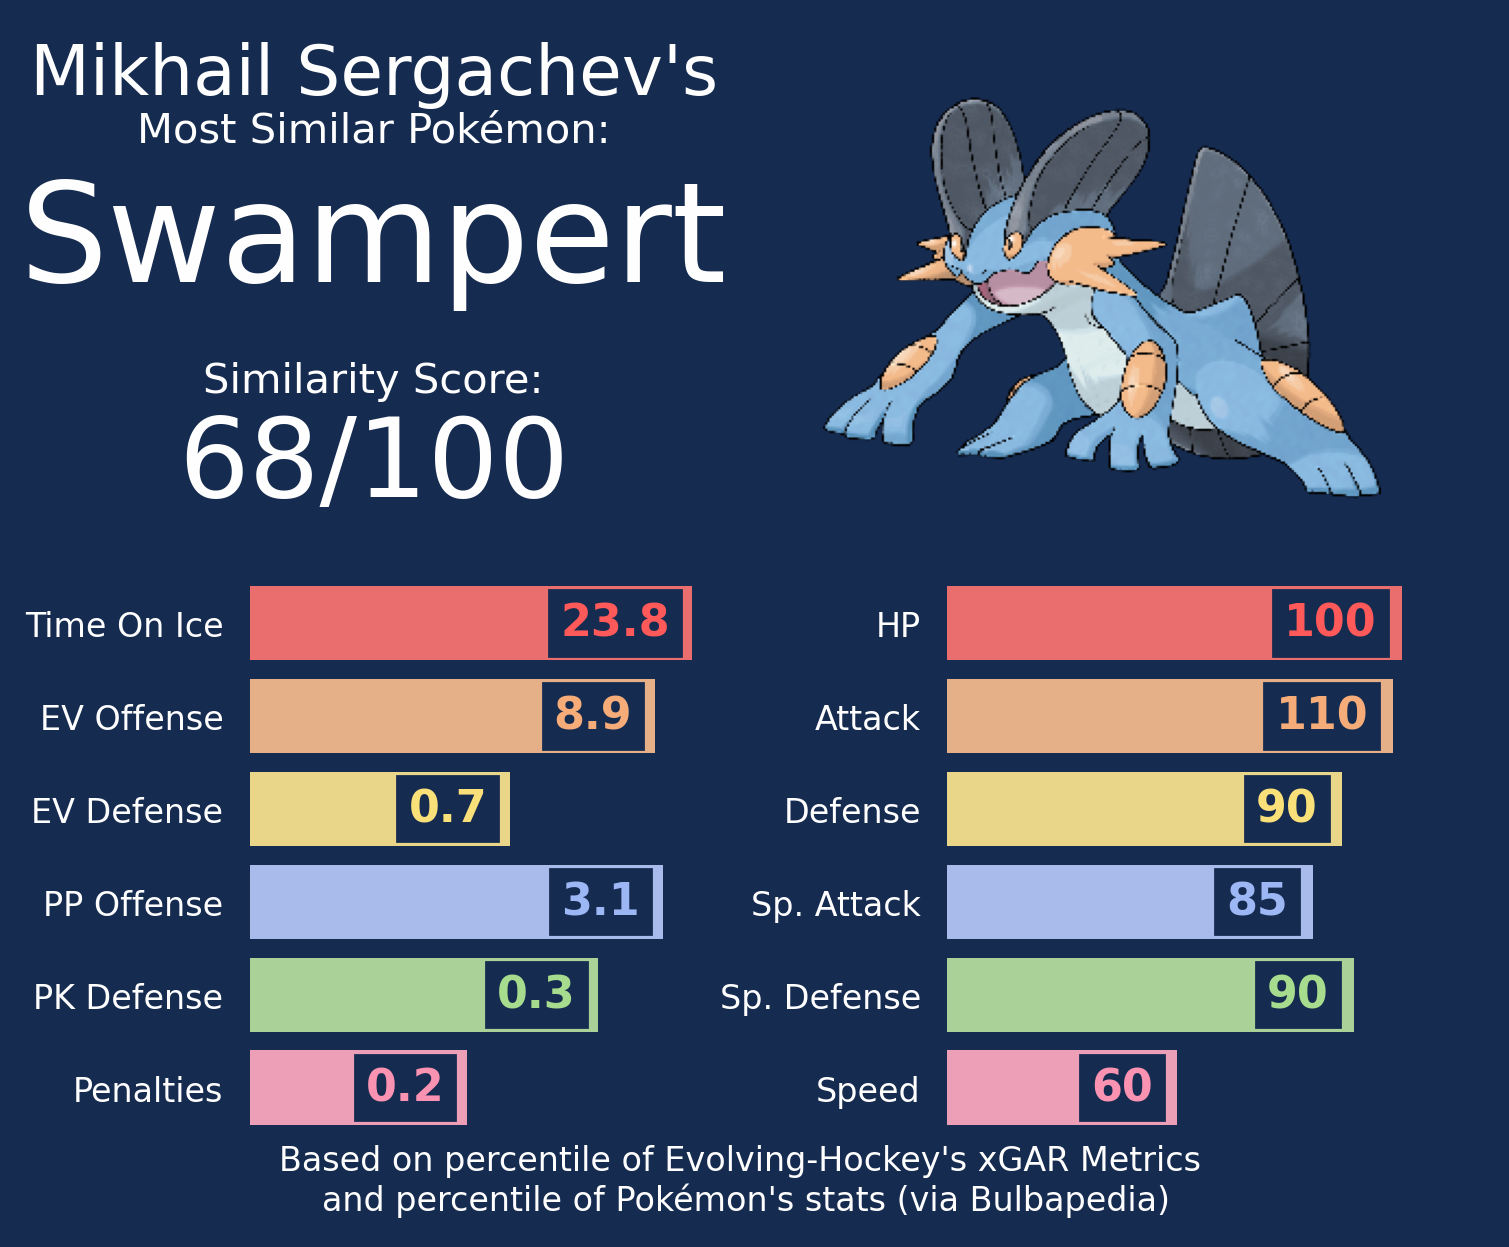 Mikhail Sergachev's
Most Similar Pokémon:
Swampert
Similarity Score:
68/100
Time On Ice 23.8
EV Offense 8.9
EV Defense 0.7
PP Offense 3.1
PK Defense 0.3
Penalties 0.2
HP 100
Attack 110
Defense 90
Sp. Attack 85
Sp. Defense 90
Speed 60
Based on percentile of Evolving-Hockey's xGAR Metrics
and percentile of Pokémon's stats (via Bulbapedia)